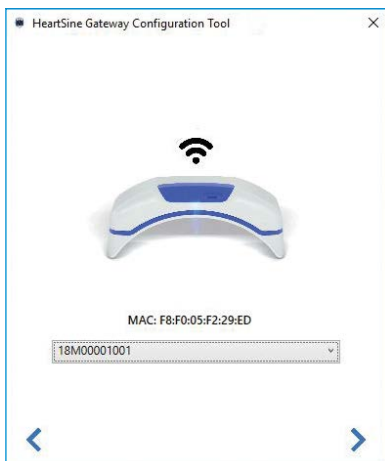 HeartSine Gateway Configuration Tool
MAC: F8:F0:05:F2:29:ED
18M00001001